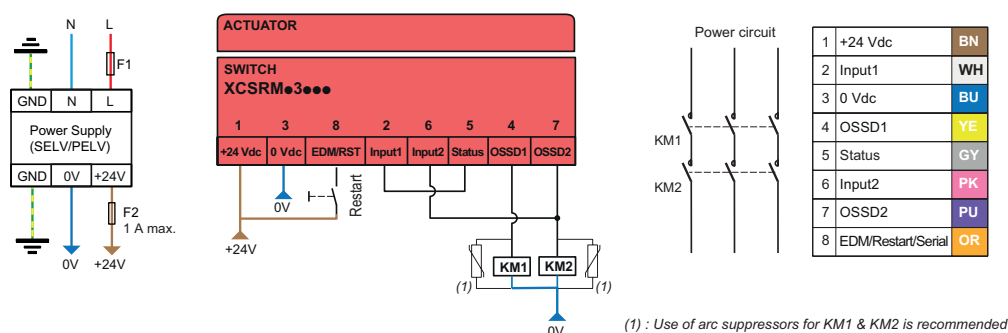 N L
F1
GND N L
Power Supply
(SELV/PELV)
GND 0V +24V
F2
1 A max.
0V +24V
ACTUATOR
SWITCH
XCSRM●3●●●
1 3 8 2 6 5 4 7
+24 Vdc 0 Vdc EDM/RST Input1 Input2 Status OSSD1 OSSD2
Restart
0V
+24V
KM1 KM2
(1) (1)
0V
Power circuit
KM1
KM2
1 +24 Vdc BN
2 Input1 WH
3 0 Vdc BU
4 OSSD1 YE
5 Status GY
6 Input2 PK
7 OSSD2 PU
8 EDM/Restart/Serial OR
(1) : Use of arc suppressors for KM1 & KM2 is recommended